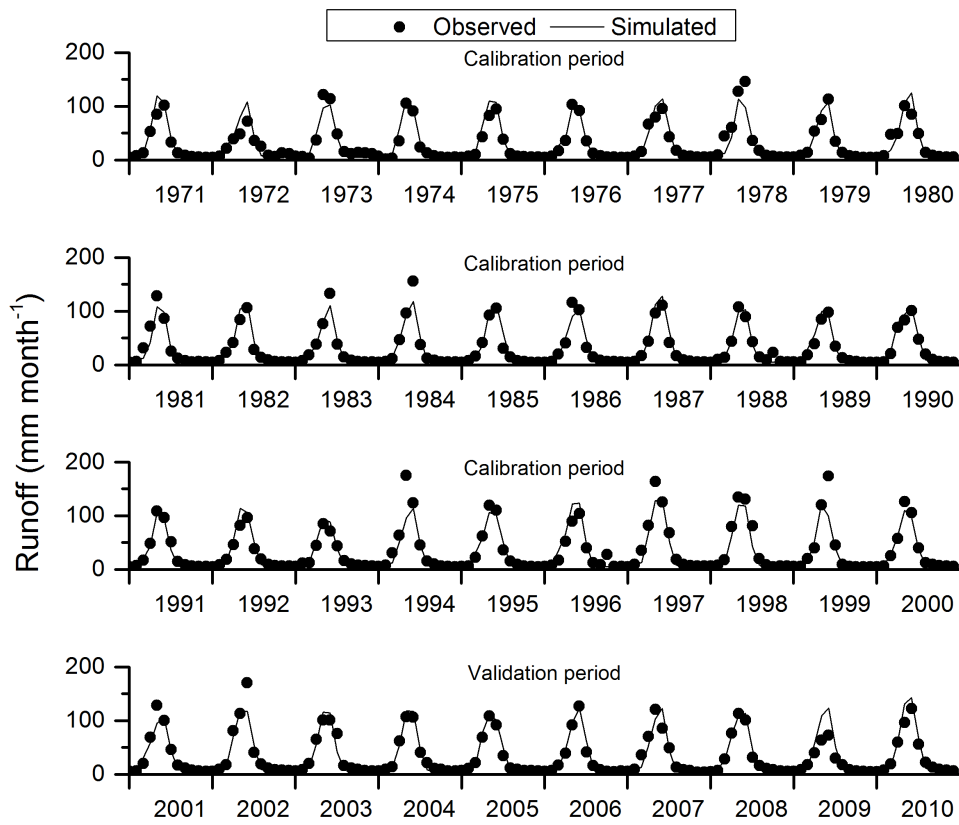 Observed Simulated
Runoff (mm month-1)
200 Calibration period
100
0
1971 1972 1973 1974 1975 1976 1977 1978 1979 1980
200 Calibration period
100
0
1981 1982 1983 1984 1985 1986 1987 1988 1989 1990
200 Calibration period
100
0
1991 1992 1993 1994 1995 1996 1997 1998 1999 2000
200 Validation period
100
0
2001 2002 2003 2004 2005 2006 2007 2008 2009 2010